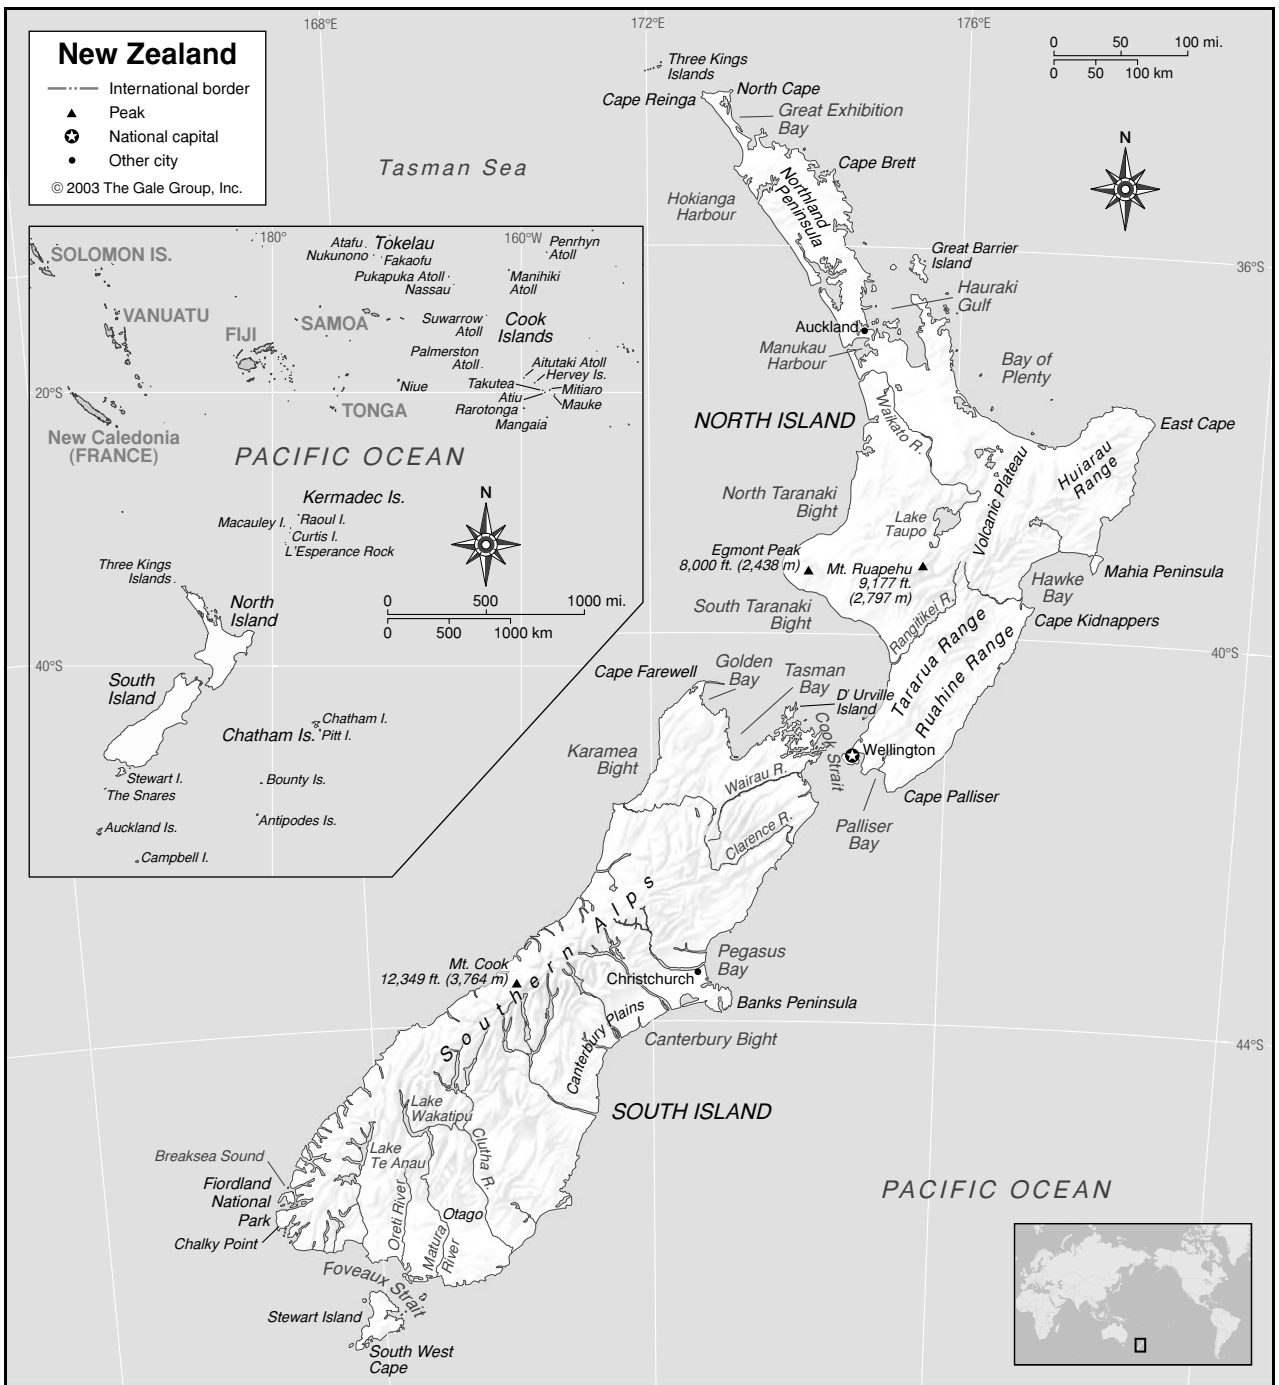 168°E
172°E
176°E
New Zealand
International border
Peak
National capital
Other city
© 2003 The Gale Group, Inc.
0 50 100 mi.
0 50 100 km
Three Kings
Islands
Cape Reinga
North Cape
Great Exhibition
Bay
N
Tasman Sea
Cape Brett
Northland
Peninsula
Hokianga
Harbour
Great Barrier
Island
36°S
Hauraki
Gulf
Auckland
Manukau
Harbour
Bay of
Plenty
NORTH ISLAND
Waikato R.
East Cape
Huiarau
Range
Volcanic Plateau
North Taranaki
Bight
Lake
Taupo
Egmont Peak
8,000 ft. (2,438 m)
Mt. Ruapehu
9,177 ft.
(2,797 m)
Mahia Peninsula
Hawke
Bay
South Taranaki
Bight
Rangitikei R.
Cape Kidnappers
Tararua Range
Ruahine Range
40°S
180°
160°W
SOLOMON IS.
Atafu
Tokelau
Nukunono
Fakaofu
Penrhyn
Atoll
Pukapuka Atoll
Nassau
Manihiki
Atoll
VANUATU
FIJI
SAMOA
Suwarrow
Atoll
Cook
Islands
Palmerston
Atoll
Aitutaki Atoll
Hervey Is.
20°S
Niue
Takutea
Mitiaro
Atiu
Mauke
TONGA
Rarotonga
Mangaia
New Caledonia
(FRANCE)
PACIFIC OCEAN
Kermadec Is.
N
Macauley I.
Raoul I.
Curtis I.
L'Esperance Rock
Three Kings
Islands
North
Island
0 500 1000 mi.
0 500 1000 km
40°S
South
Island
Chatham Is.
Chatham I.
Pitt I.
Stewart I.
Bounty Is.
The Snares
Auckland Is.
Antipodes Is.
Campbell I.
Cape Farewell
Golden
Bay
Tasman
Bay
D'Urville
Island
Cook Strait
Wellington
Karamea
Bight
Wairau R.
Cape Palliser
Clarence R.
Palliser
Bay
Southern Alps
Mt. Cook
12,349 ft. (3,764 m)
Pegasus
Bay
Christchurch
Banks Peninsula
Canterbury Plains
Canterbury Bight
44°S
SOUTH ISLAND
Lake
Wakatipu
Lake
Te Anau
Clutha R.
Breaksea Sound
Fiordland
National
Park
Chalky Point
Oreti River
Otago
Matura
River
PACIFIC OCEAN
Foveaux Strait
Stewart Island
South West
Cape